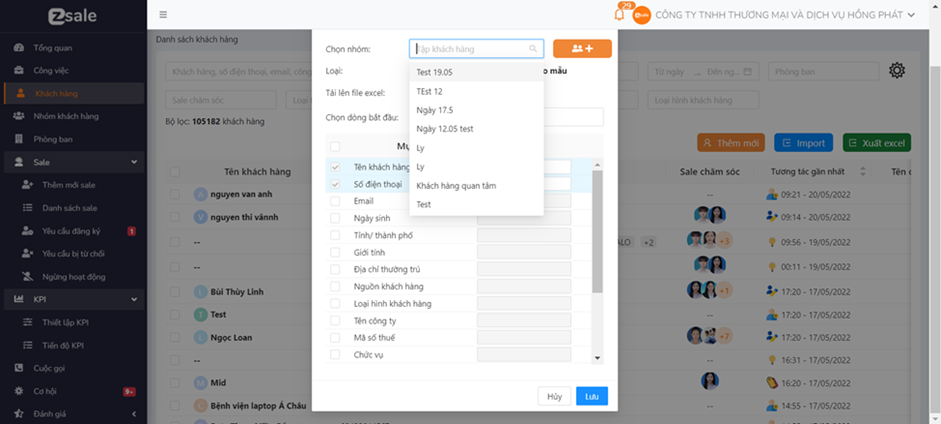 zsale
29
CÔNG TY TNHH THƯƠNG MẠI VÀ DỊCH VỤ HỒNG PHÁT
Tổng quan
Công việc
Khách hàng
Nhóm khách hàng
Phòng ban
Sale
Thêm mới sale
Danh sách sale
Yêu cầu đăng ký
1
Yêu cầu bị từ chối
Ngừng hoạt động
KPI
Thiết lập KPI
Tiến độ KPI
Cuộc gọi
Cơ hội
9+
Đánh giá
Danh sách khách hàng
Khách hàng, số điện thoại, email, công
Từ ngày
Đến ng...
Phòng ban
Sale chăm sóc
Loại
Loại hình khách hàng
Bộ lọc: 105182 khách hàng
Thêm mới
Import
Xuất excel
Tên khách hàng
Sale chăm sóc
Tương tác gần nhất
Tên c
A nguyen van anh
09:21 - 20/05/2022
nguyen thi vânnh
09:14 - 20/05/2022
--
ALO
+2
+3
09:56 - 19/05/2022
--
00:11 - 19/05/2022
L Bùi Thùy Linh
+1
17:20 - 17/05/2022
T Test
17:20 - 17/05/2022
L Ngọc Loan
17:20 - 17/05/2022
--
16:31 - 17/05/2022
M Mid
16:20 - 17/05/2022
Bệnh viện laptop Á Châu
14:55 - 17/05/2022
Chọn nhóm:
Tập khách hàng
Loại:
o mẫu
Tải lên file excel:
Chọn dòng bắt đầu:
Test 19.05
TEst 12
Ngày 17.5
Ngày 12.05 test
Ly
Ly
Khách hàng quan tâm
Test
Mụ
Tên khách hàng
Số điện thoại
Email
Ngày sinh
Tỉnh/ thành phố
Giới tính
Địa chỉ thường trú
Nguồn khách hàng
Loại hình khách hàng
Tên công ty
Mã số thuế
Chức vụ
Hủy
Lưu